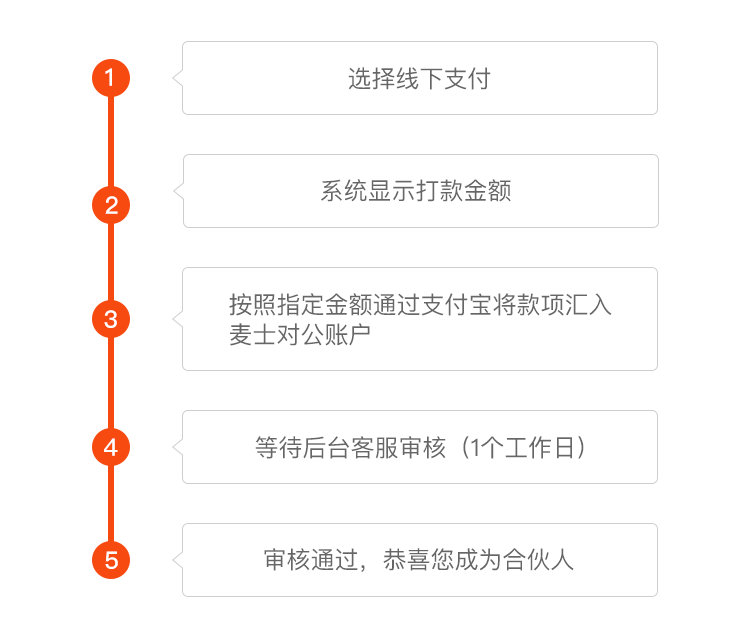 1
选择线下支付
2
系统显示打款金额
3
按照指定金额通过支付宝将款项汇入
麦士对公账户
4
等待后台客服审核（1个工作日）
5
审核通过，恭喜您成为合伙人